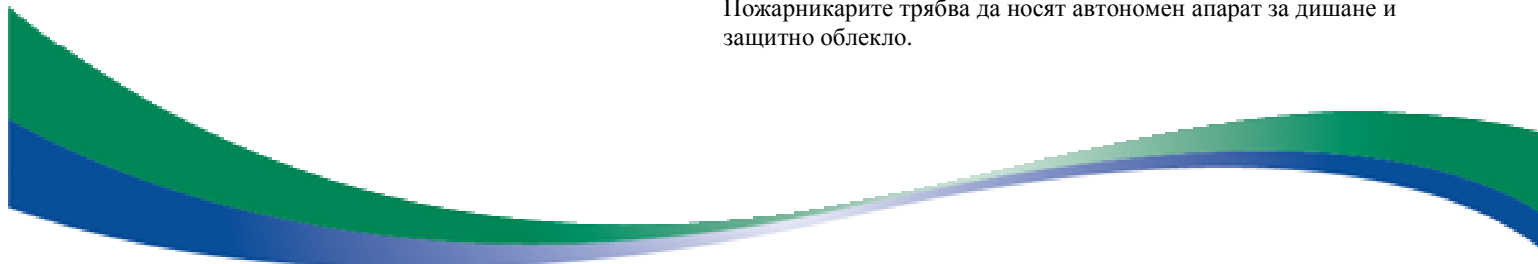 Пожарникарите трябва да носят автономен апарат за дишане и
защитно облекло.